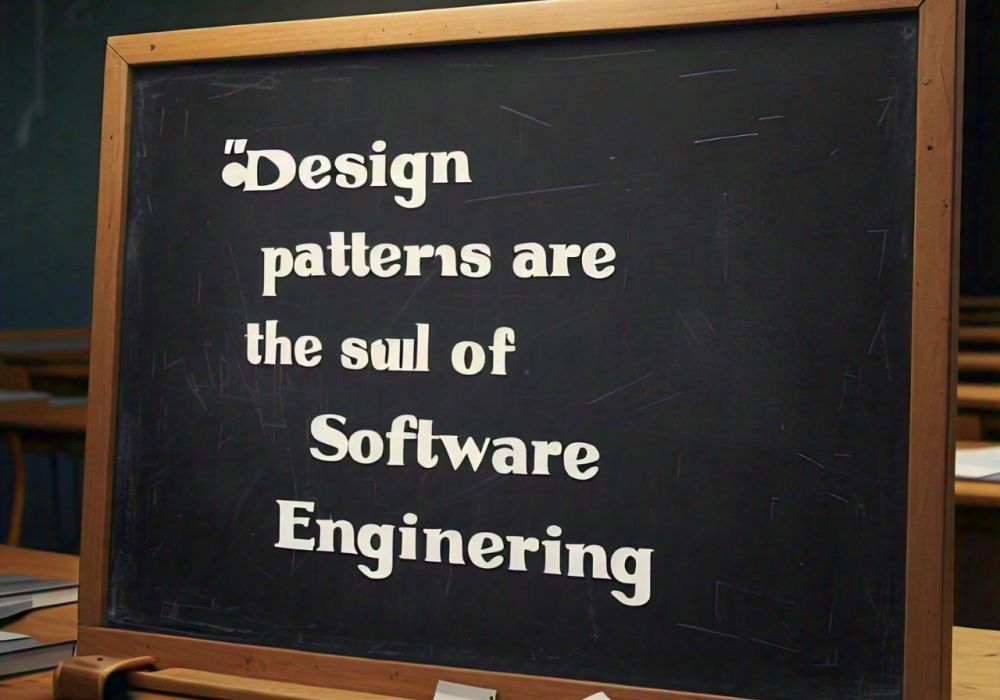 "Design
patterns are
the sul of
Software
Enginering